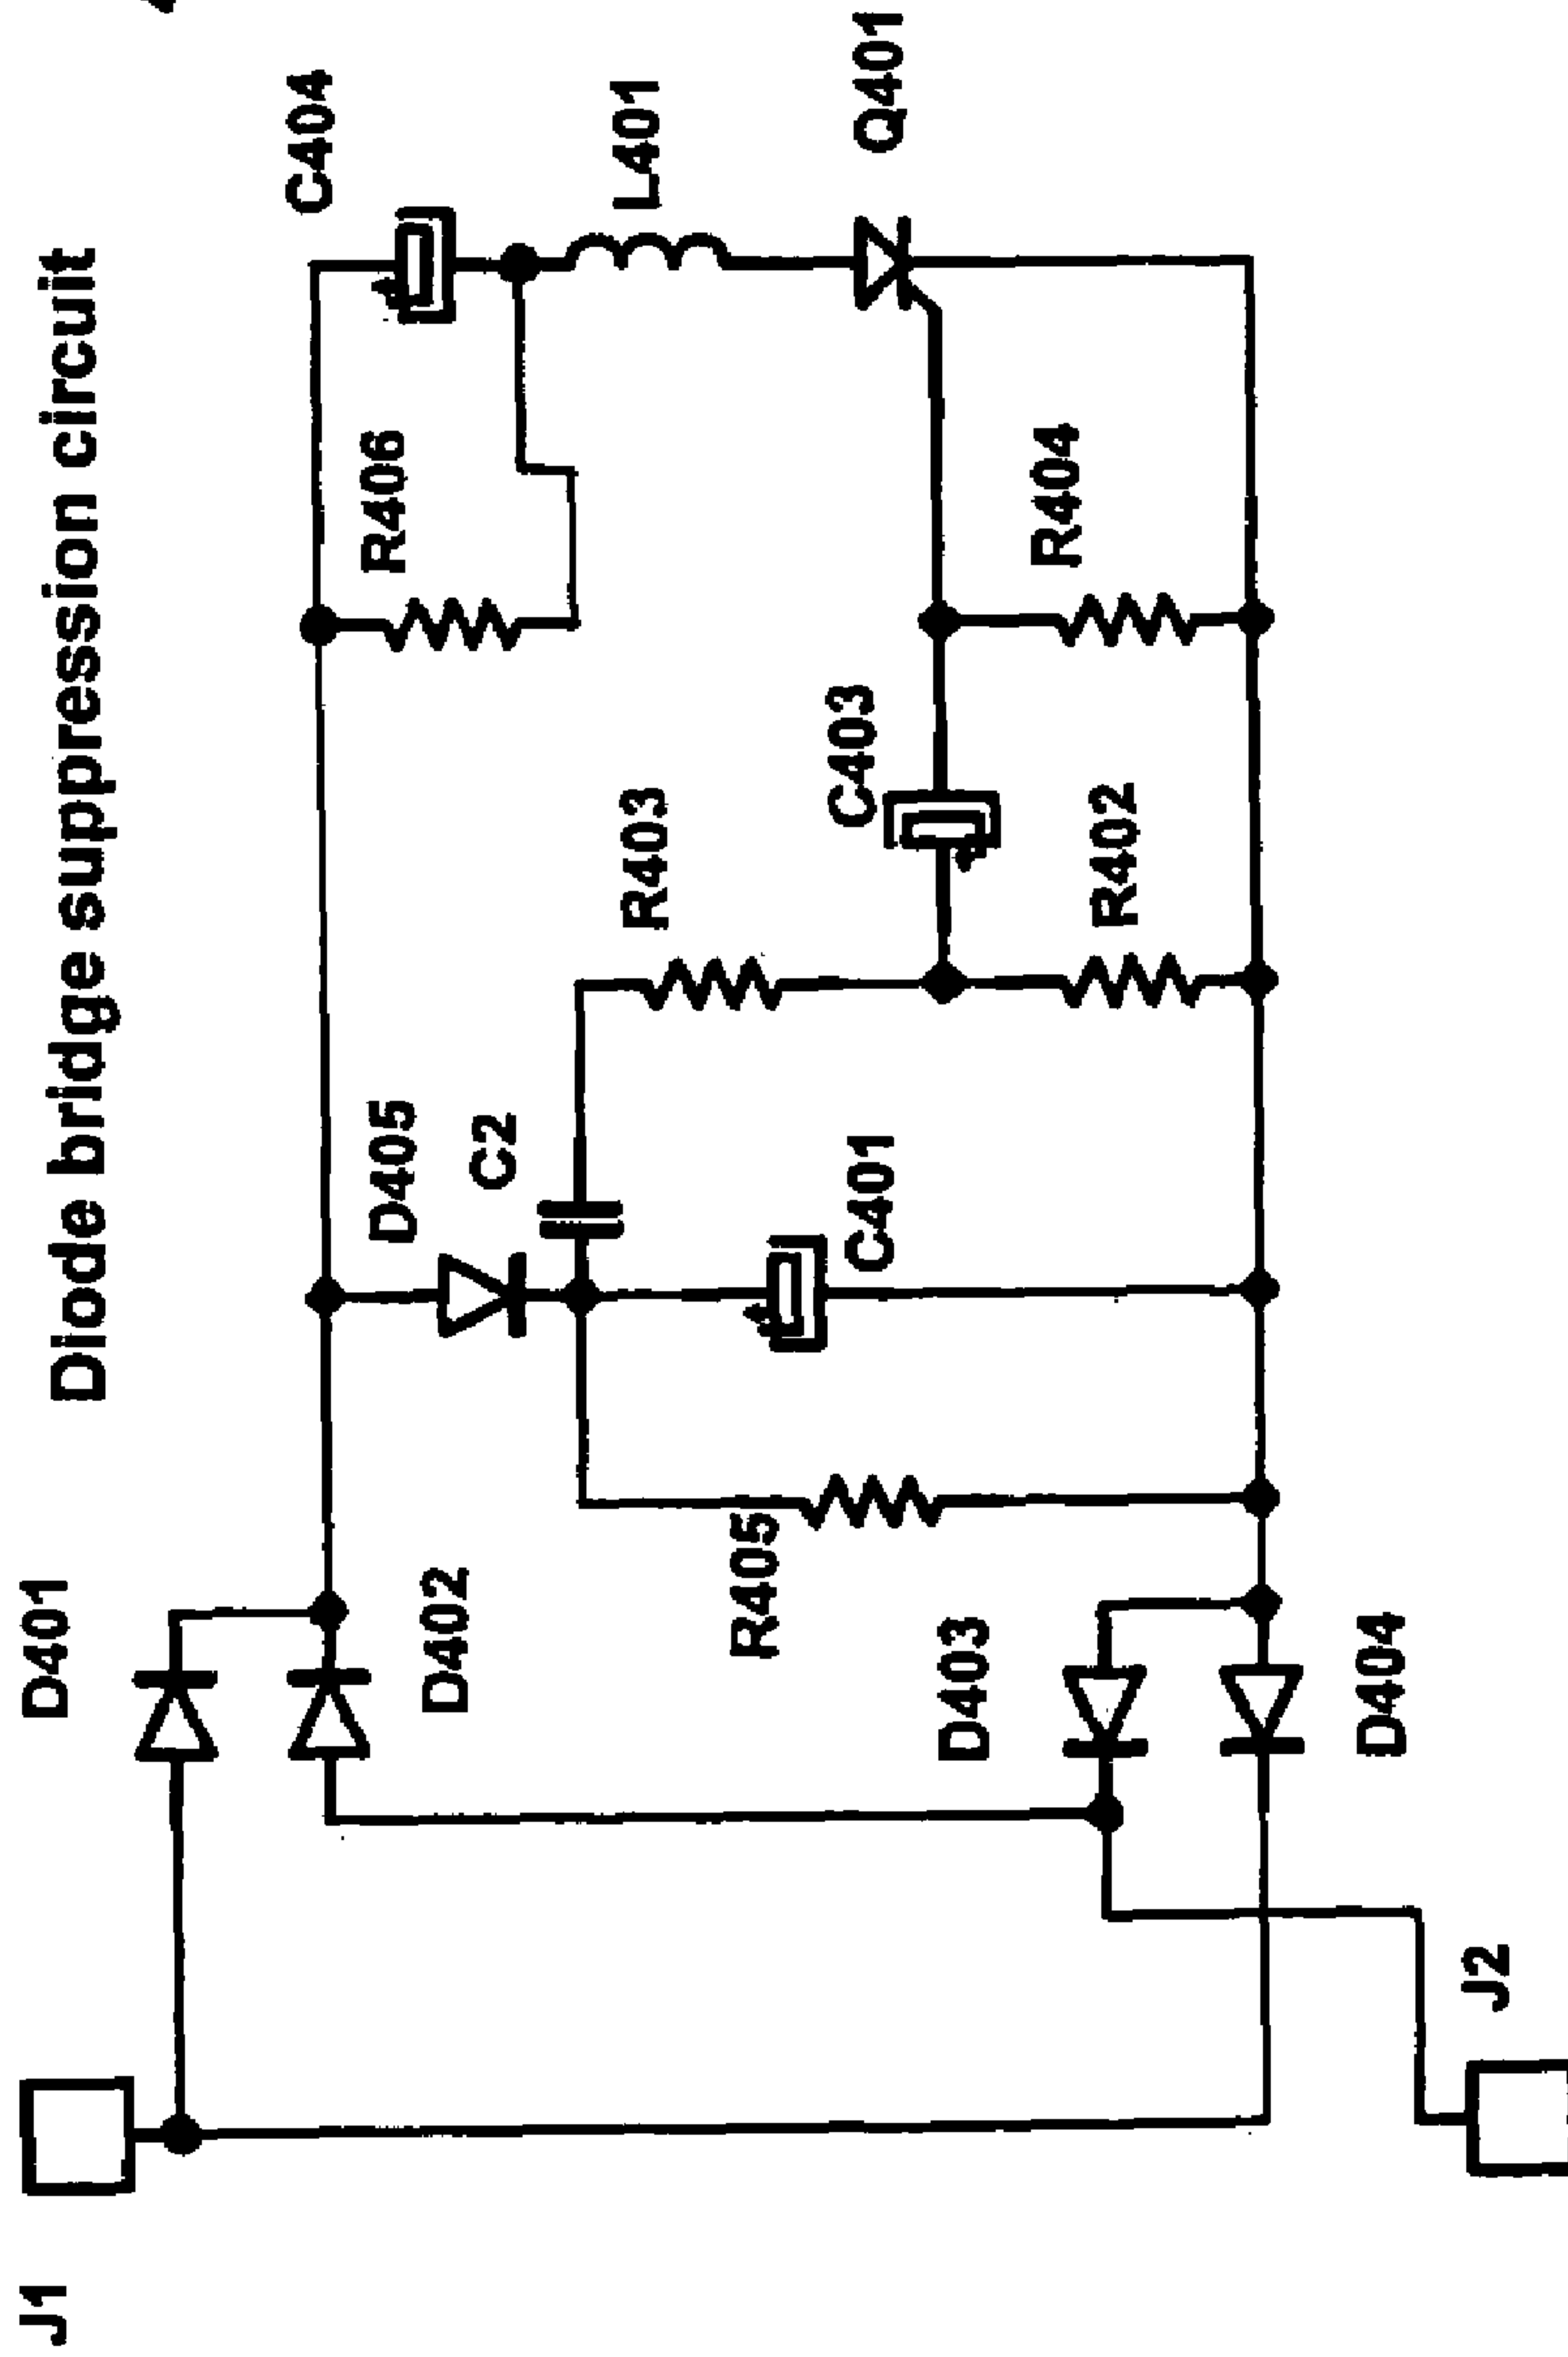 Diode bridge suppression circuit
J1
D401
D402
D405
C2
R403
R406
C404
L401
Q401
C403
R404
R402
C401
R405
D403
D404
J2